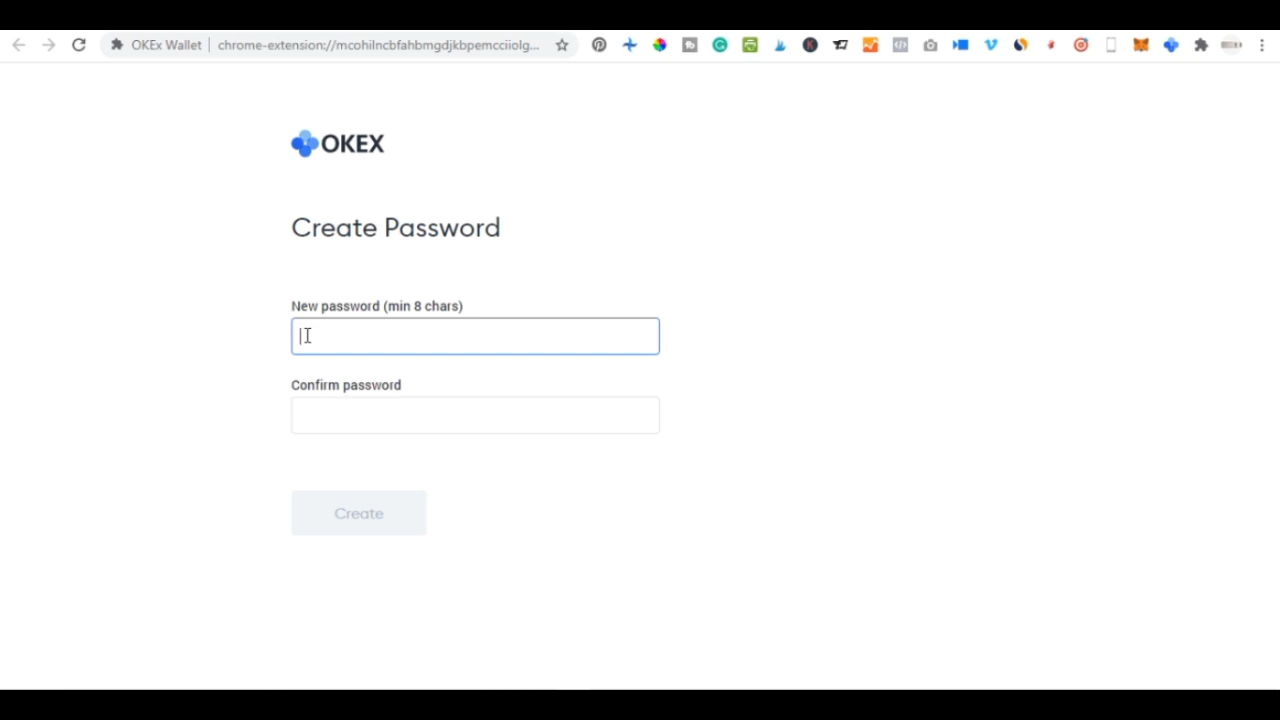 OKEx Wallet | chrome-extension://mcohilncbfahbmgdjkbpemcciiolg...
OKEX
Create Password
New password (min 8 chars)
Confirm password
Create